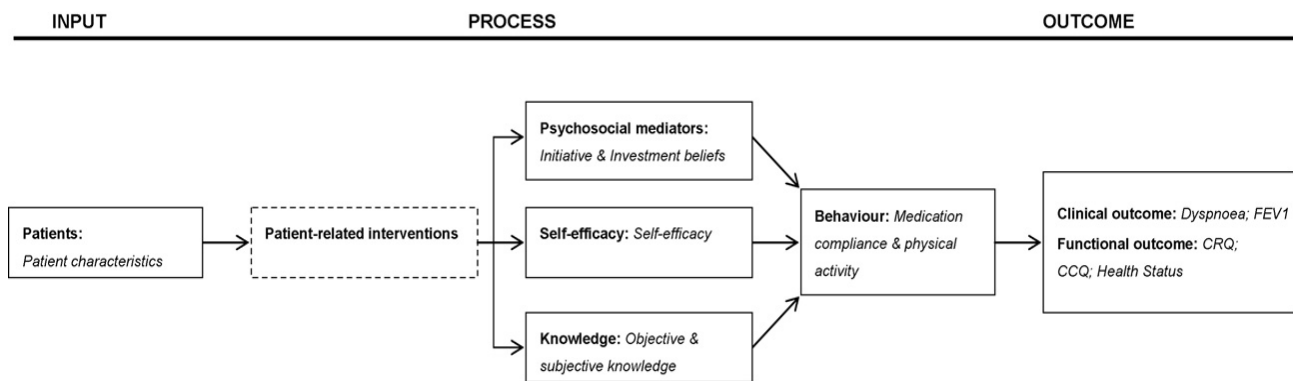 INPUT
PROCESS
OUTCOME
Patients:
Patient characteristics
Patient-related interventions
Psychosocial mediators:
Initiative & Investment beliefs
Self-efficacy: Self-efficacy
Knowledge: Objective &
subjective knowledge
Behaviour: Medication
compliance & physical
activity
Clinical outcome: Dyspnoea; FEV1
Functional outcome: CRQ;
CCQ; Health Status